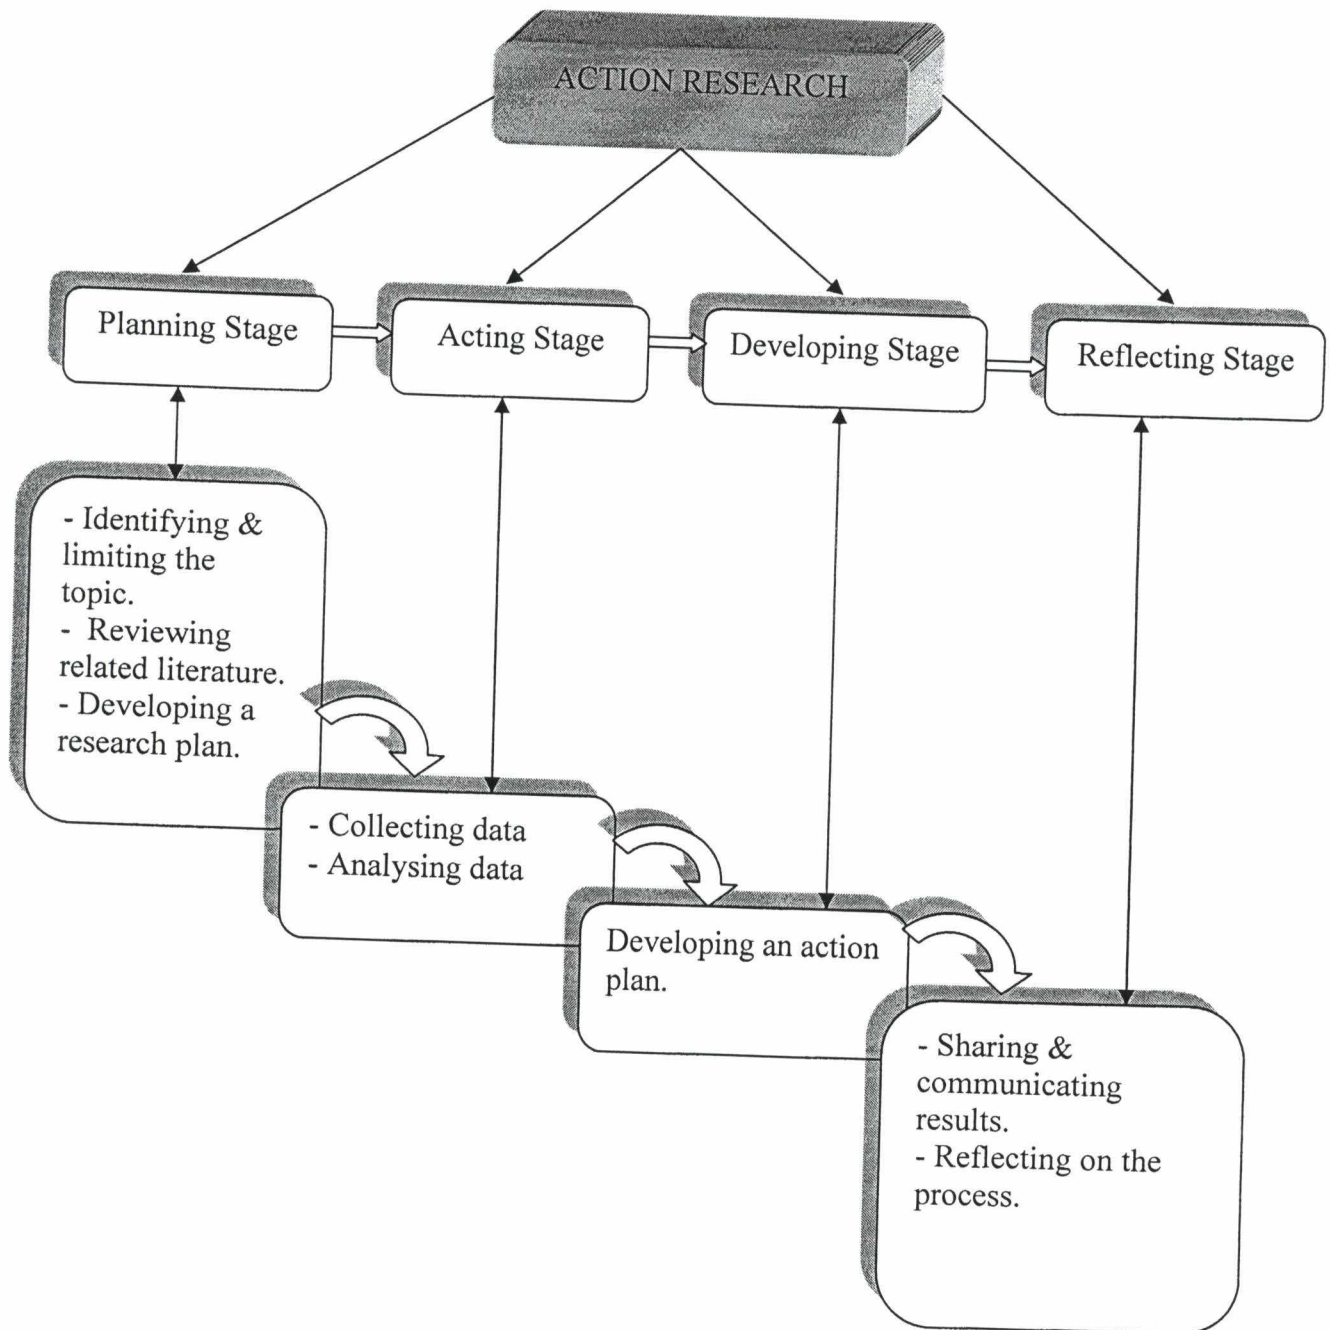 ACTION RESEARCH
Planning Stage
Acting Stage
Developing Stage
Reflecting Stage
- Identifying &
limiting the
topic.
- Reviewing
related literature.
- Developing a
research plan.
- Collecting data
- Analysing data
Developing an action
plan.
- Sharing &
communicating
results.
- Reflecting on the
process.